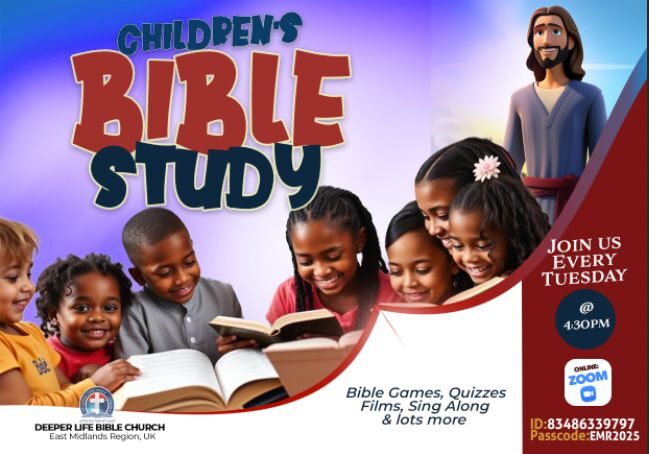 CHILDREN'S
BIBLE
STUDY
JOIN US
EVERY
TUESDAY
@
4:30PM
ONLINE:
ZOOM
ID:83486339797
Passcode:EMR2025
Bible Games, Quizzes
Films, Sing Along
& lots more
DEEPER LIFE BIBLE CHURCH
East Midlands Region, UK